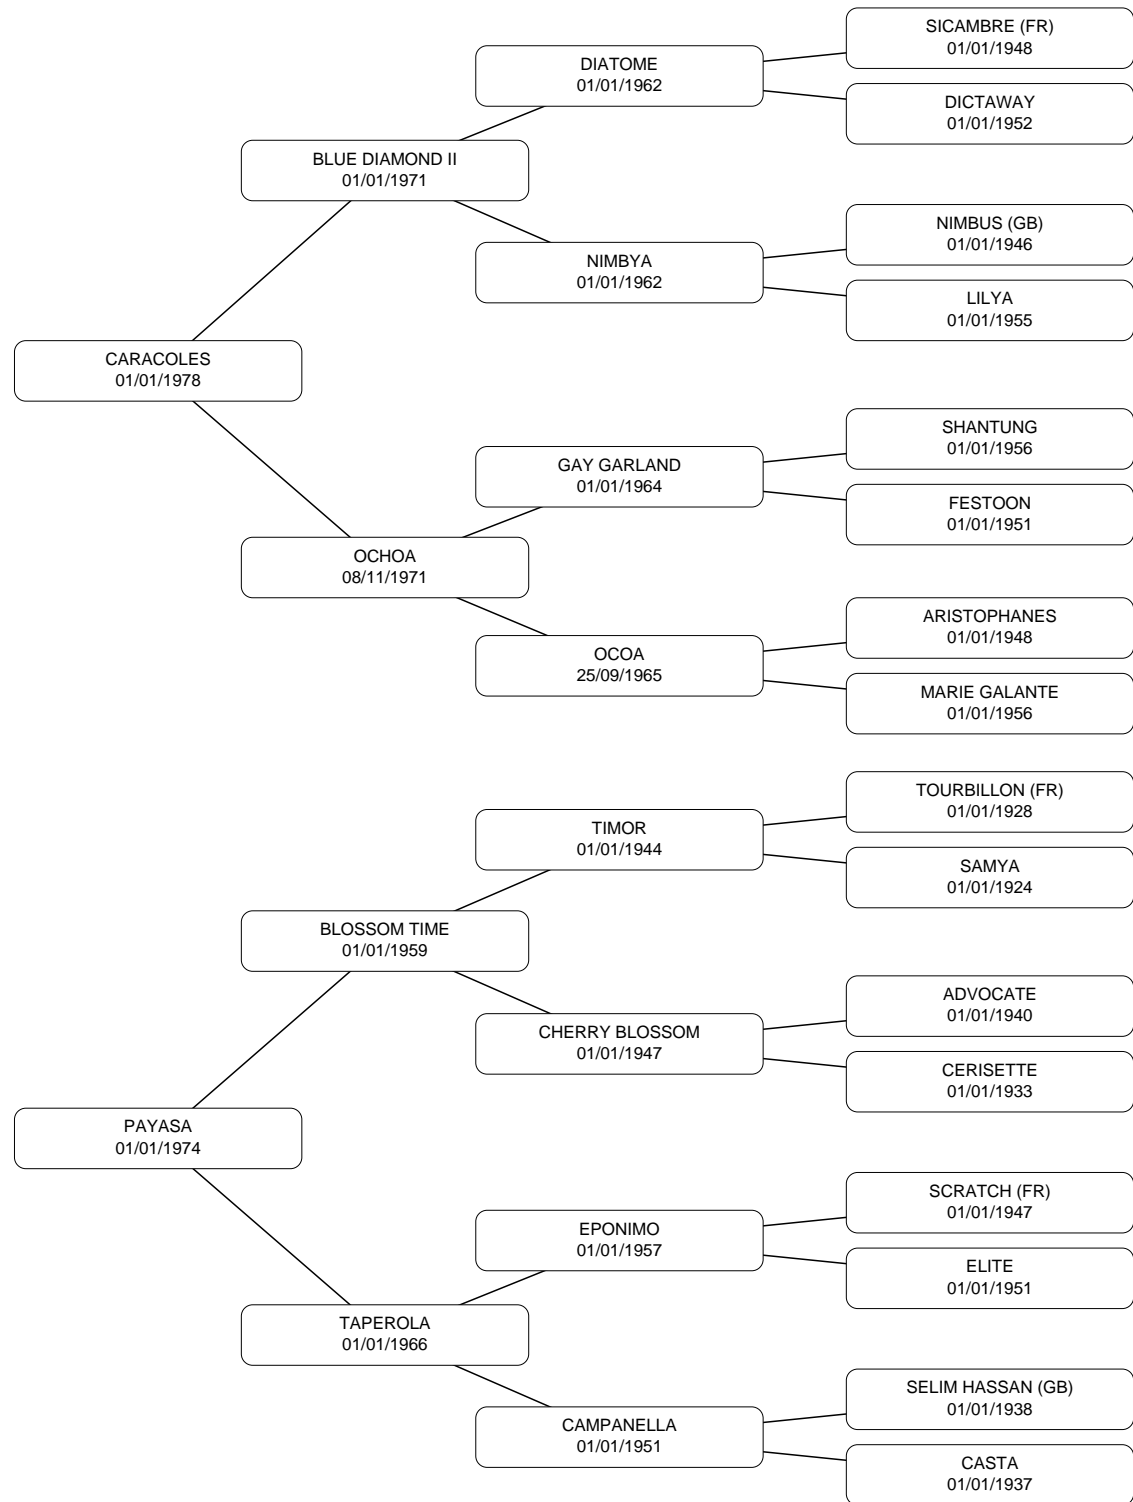 SICAMBRE (FR)
01/01/1948
DIATOME
01/01/1962
DICTAWAY
01/01/1952
BLUE DIAMOND II
01/01/1971
NIMBUS (GB)
01/01/1946
NIMBYA
01/01/1962
LILYA
01/01/1955
CARACOLES
01/01/1978
SHANTUNG
01/01/1956
GAY GARLAND
01/01/1964
FESTOON
01/01/1951
OCHOA
08/11/1971
ARISTOPHANES
01/01/1948
OCOA
25/09/1965
MARIE GALANTE
01/01/1956
TOURBILLON (FR)
01/01/1928
TIMOR
01/01/1944
SAMYA
01/01/1924
BLOSSOM TIME
01/01/1959
ADVOCATE
01/01/1940
CHERRY BLOSSOM
01/01/1947
CERISETTE
01/01/1933
PAYASA
01/01/1974
SCRATCH (FR)
01/01/1947
EPONIMO
01/01/1957
ELITE
01/01/1951
TAPEROLA
01/01/1966
SELIM HASSAN (GB)
01/01/1938
CAMPANELLA
01/01/1951
CASTA
01/01/1937